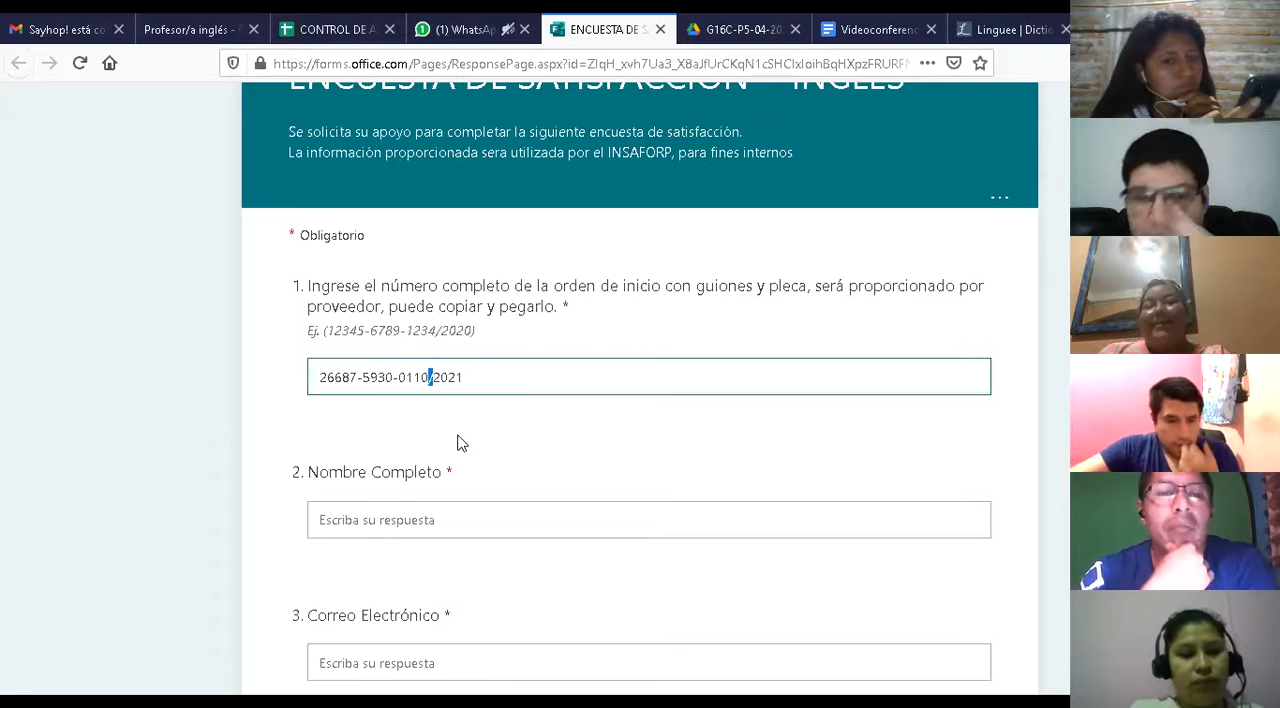 Sayhop! está co
Profesor/a inglés -
CONTROL DE A
(1) WhatsAp
ENCUESTA DE S
G16C-P5-04-20
Videoconferenc
Linguee | Dictio
https://forms.office.com/Pages/ResponsePage.aspx?id=
ENCUESTA DE SATISFACCIÓN – INGLÉS
Se solicita su apoyo para completar la siguiente encuesta de satisfacción.
La información proporcionada sera utilizada por el INSAFORP, para fines internos
* Obligatorio
1. Ingrese el número completo de la orden de inicio con guiones y pleca, será proporcionado por
proveedor, puede copiar y pegarlo. *
Ej. (12345-6789-1234/2020)
26687-5930-0110/2021
2. Nombre Completo *
Escriba su respuesta
3. Correo Electrónico *
Escriba su respuesta